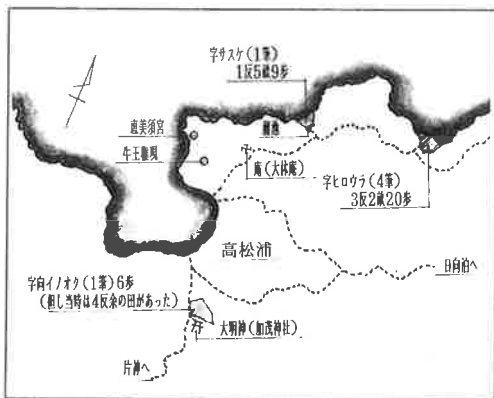 字サスケ(1筆)
1反5畝9歩
恵美須宮
牛王権現
庵(大林庵)
字ヒロウラ(4筆)
3反2畝20歩
高松浦
日向泊へ
字向イノオク(1筆)6歩
(但し当時は4反余の田があった)
大明神(加茂神社)
片神へ